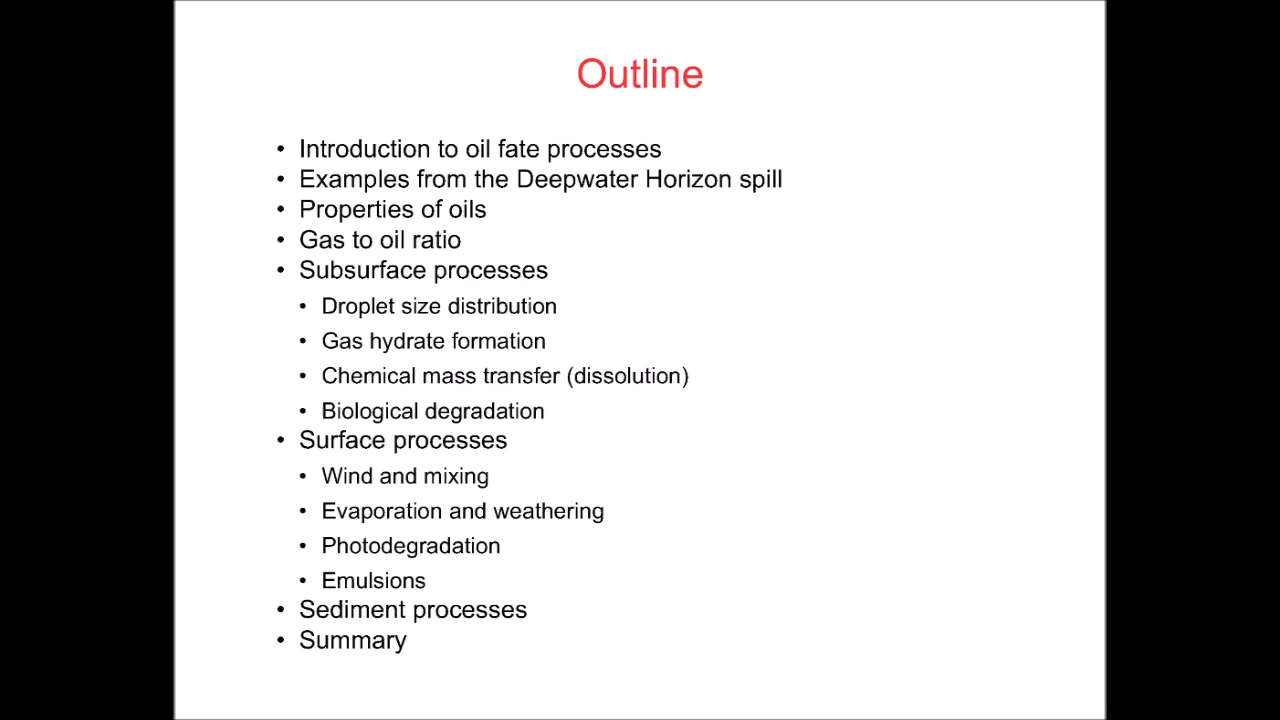 Outline
• Introduction to oil fate processes
• Examples from the Deepwater Horizon spill
• Properties of oils
• Gas to oil ratio
• Subsurface processes
• Droplet size distribution
• Gas hydrate formation
• Chemical mass transfer (dissolution)
• Biological degradation
• Surface processes
• Wind and mixing
• Evaporation and weathering
• Photodegradation
• Emulsions
• Sediment processes
• Summary